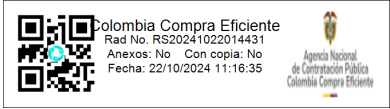 Colombia Compra Eficiente
Rad No. RS20241022014431
Anexos: No Con copia: No
Fecha: 22/10/2024 11:16:35
Agencia Nacional
de Contratación Pública
Colombia Compra Eficiente